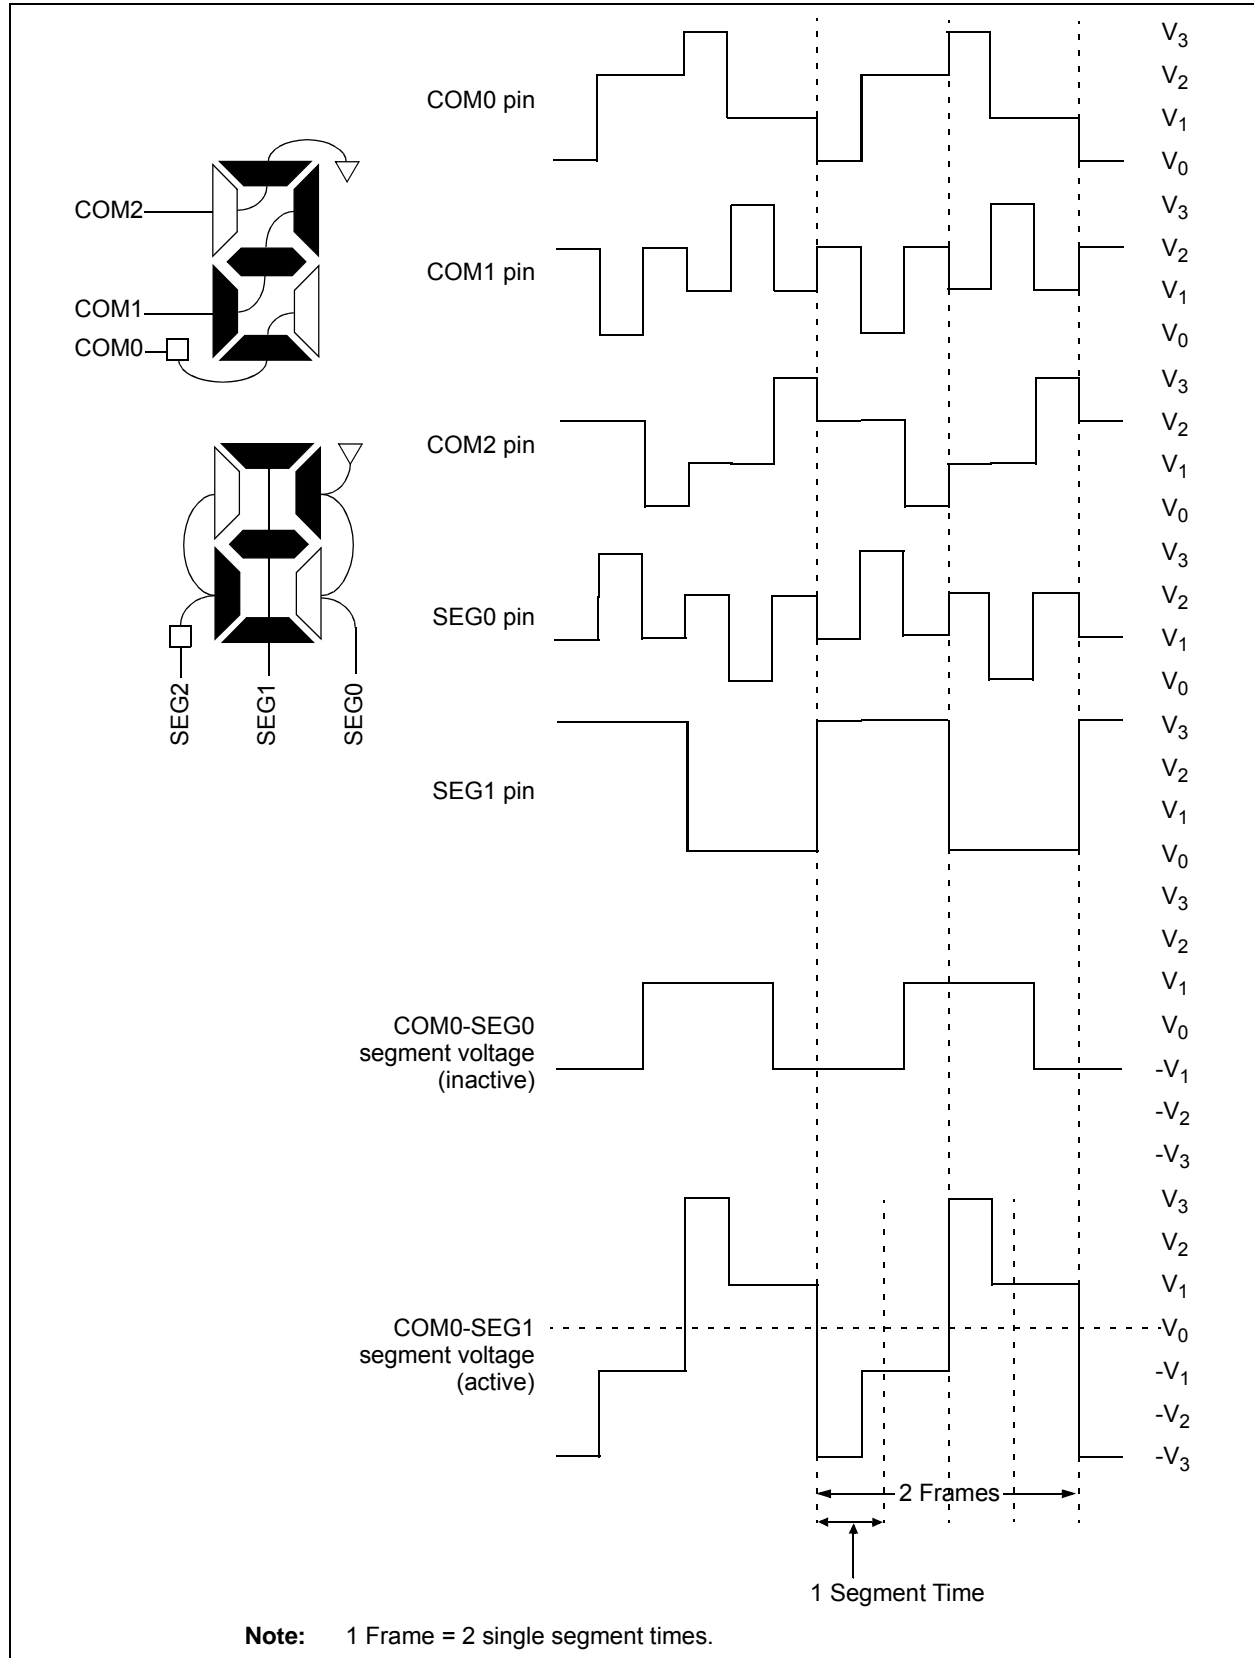 COM2
COM1
COM0
SEG2
SEG1
SEG0
COM0 pin
V3
V2
V1
V0
COM1 pin
V3
V2
V1
V0
COM2 pin
V3
V2
V1
V0
SEG0 pin
V3
V2
V1
V0
SEG1 pin
V3
V2
V1
V0
COM0-SEG0
segment voltage
(inactive)
V3
V2
V1
V0
-V1
-V2
-V3
COM0-SEG1
segment voltage
(active)
V3
V2
V1
V0
-V1
-V2
-V3
2 Frames
1 Segment Time
Note: 1 Frame = 2 single segment times.